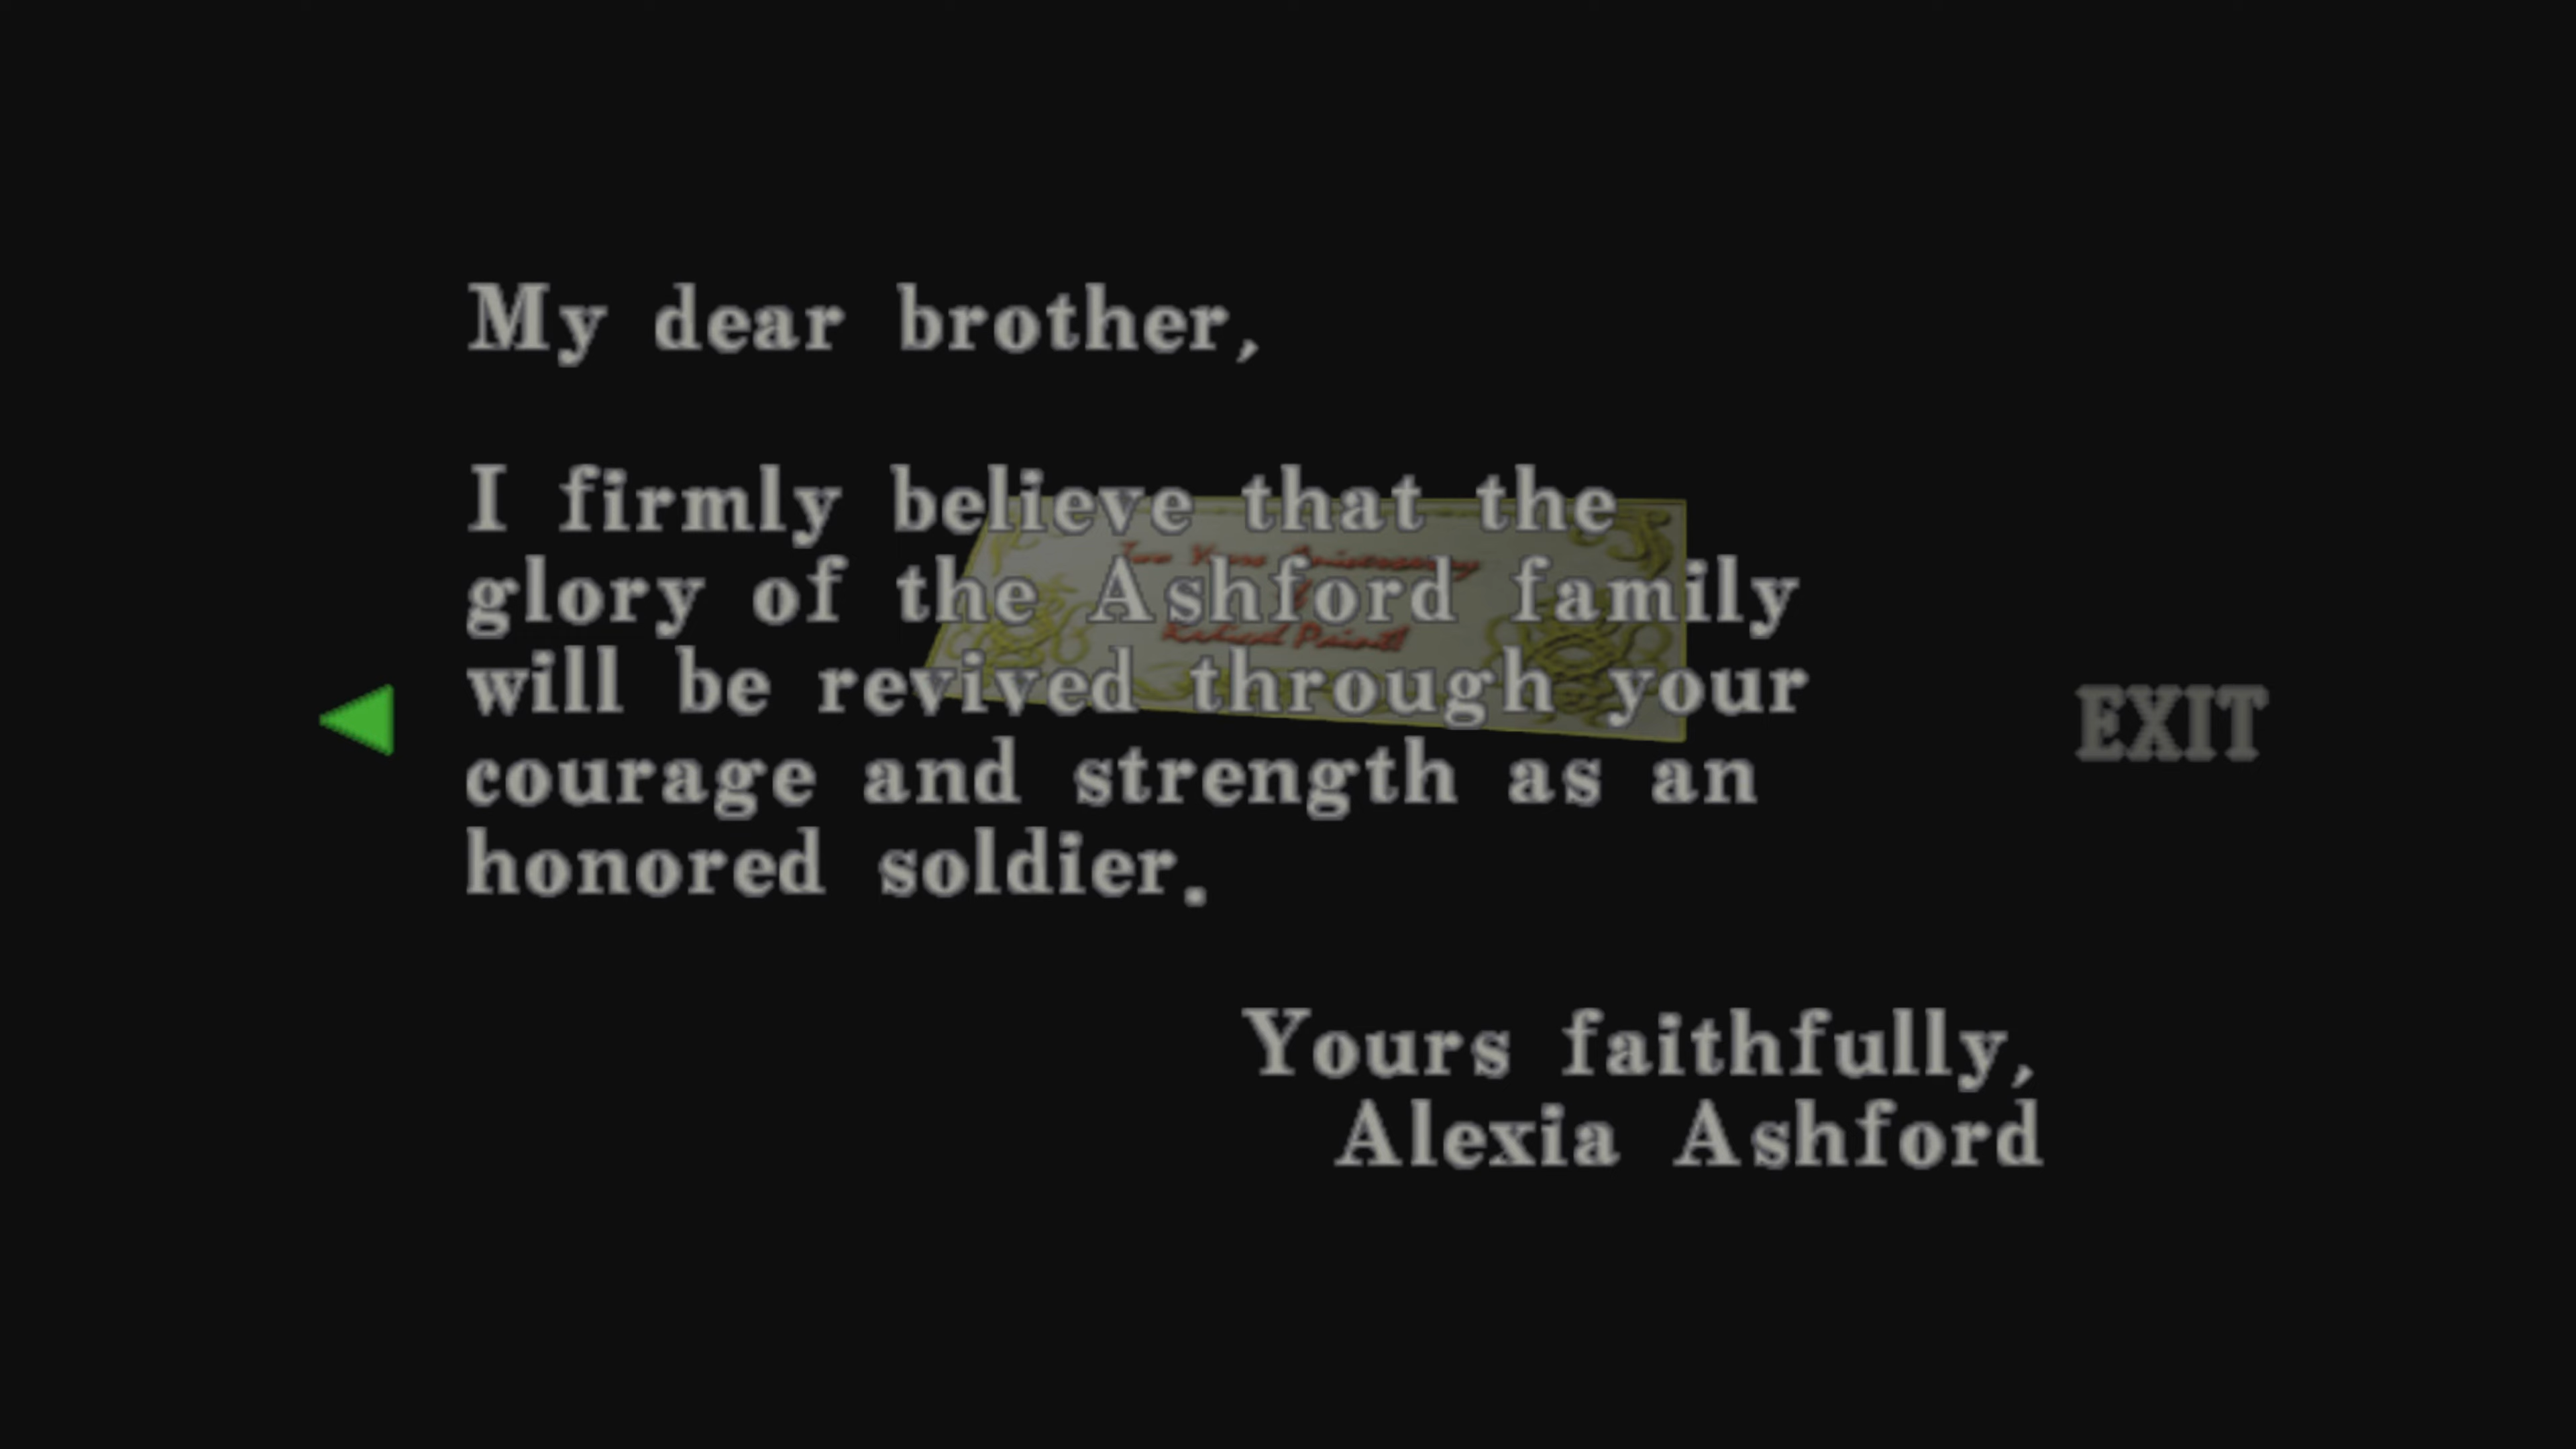 My dear brother,
I firmly believe that the
glory of the Ashford family
will be revived through your
courage and strength as an
honored soldier.
EXIT
Yours faithfully,
Alexia Ashford